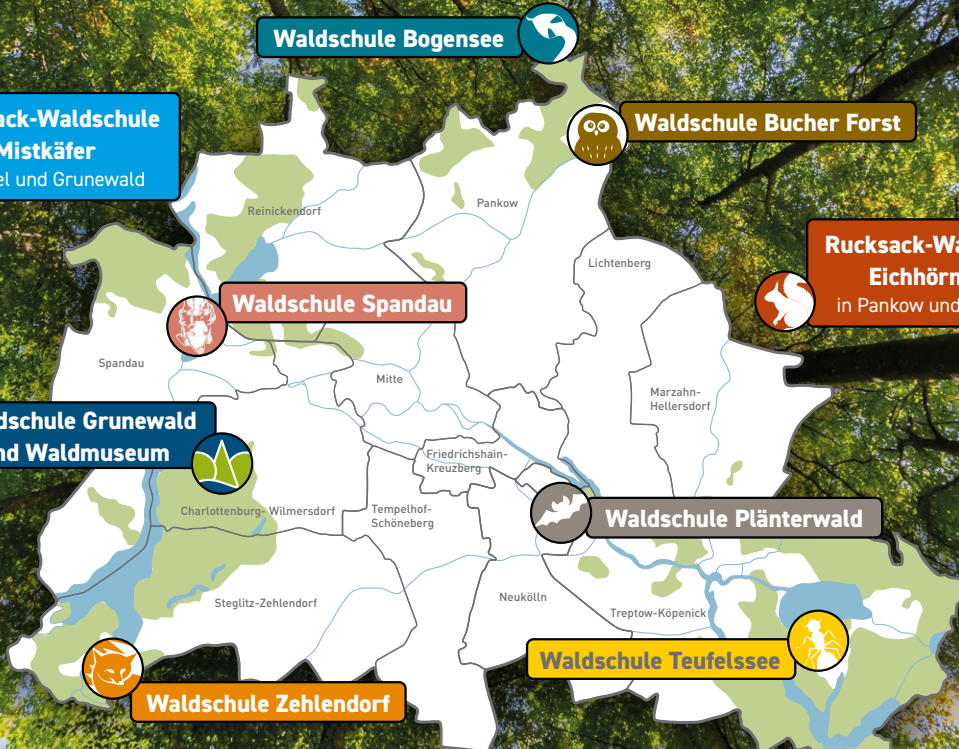 Waldschule Bogensee
ack-Waldschule
Mistkäfer
el und Grunewald
Waldschule Bucher Forst
Reinickendorf
Pankow
Rucksack-Wa
Eichhörn
in Pankow und
Lichtenberg
Waldschule Spandau
Spandau
Mitte
Marzahn-
Hellersdorf
dschule Grunewald
nd Waldmuseum
Friedrichshain-
Kreuzberg
Charlottenburg-Wilmersdorf
Tempelhof-
Schöneberg
Waldschule Plänterwald
Steglitz-Zehlendorf
Neukölln
Treptow-Köpenick
Waldschule Teufelssee
Waldschule Zehlendorf